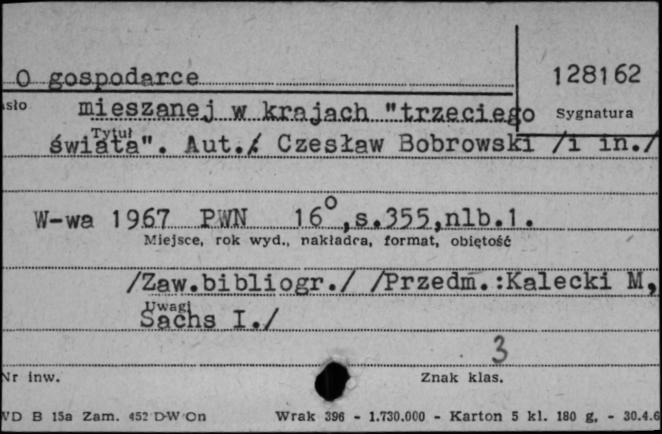 O gospodarce
128162
mieszanej w krajach "trzeciego
Sygnatura
Tytuł
świata". Aut.: Czesław Bobrowski /i in./
W-wa 1967 PWN 16°,s.355,nlb.1.
Miejsce, rok wyd., nakładca, format, objętość
/Zaw.bibliogr./ /Przedm.:Kalecki M,
Uwagi
Sachs I./
3
Nr inw.
Znak klas.
WD B 15a Zam. 452 D-W On Wrak 396 - 1.730.000 - Karton 5 kl. 180 g, - 30.4.6